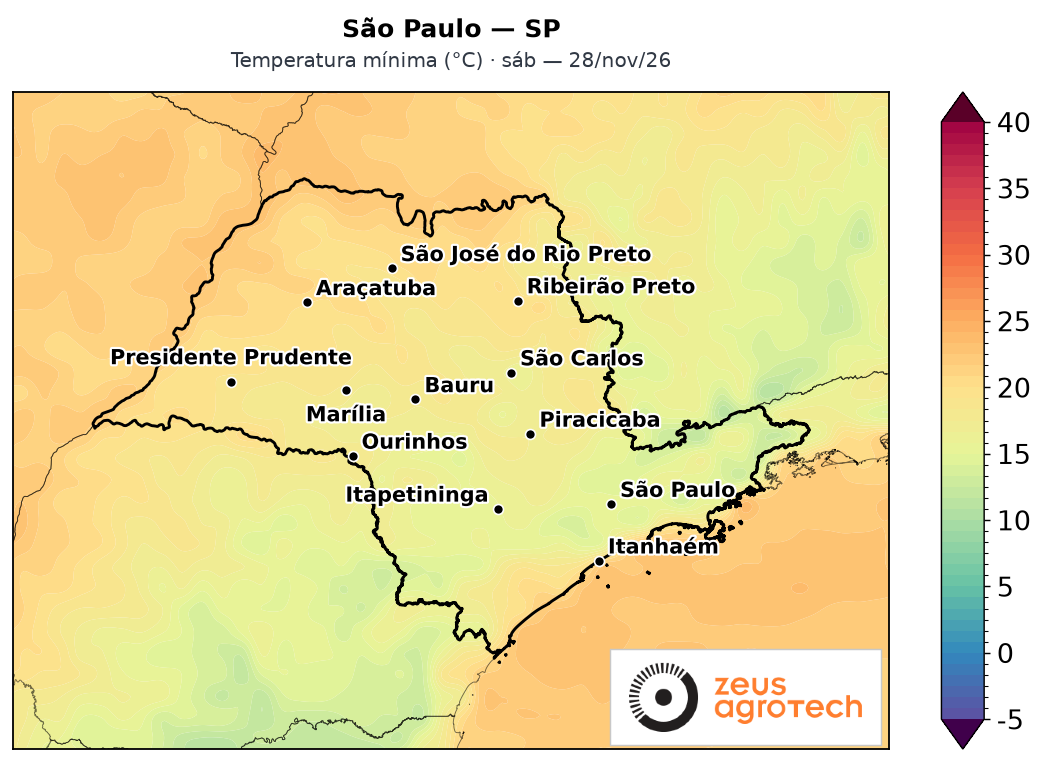 São Paulo — SP
Temperatura mínima (°C) · sáb — 28/nov/26
São José do Rio Preto
Araçatuba
Ribeirão Preto
Presidente Prudente
São Carlos
Bauru
Marília
Piracicaba
Ourinhos
Itapetininga
São Paulo
Itanhaém
40
35
30
25
20
15
10
5
0
-5
zeus
agrotech